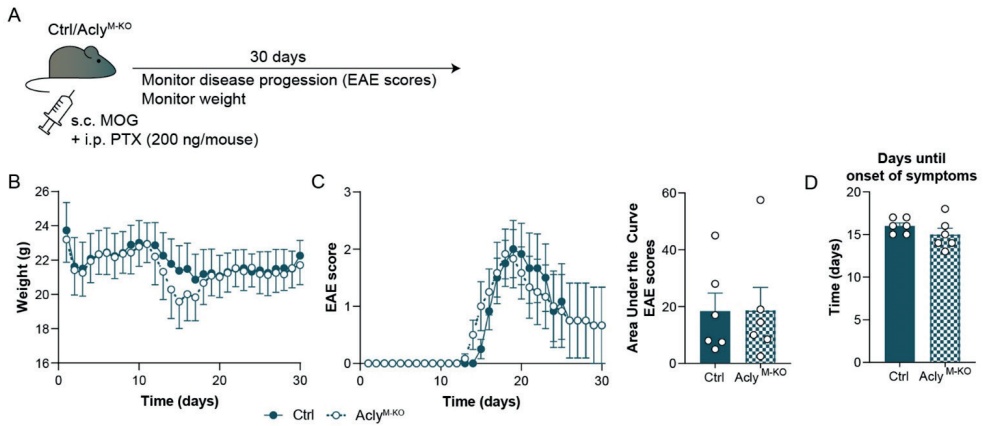 A
Ctrl/Acly^M-KO
30 days
Monitor disease progession (EAE scores)
Monitor weight
s.c. MOG
+ i.p. PTX (200 ng/mouse)
B
Weight (g)
26
24
22
20
18
16
0
10
20
30
Time (days)
C
EAE score
3
2
1
0
0
10
20
30
Time (days)
Ctrl
Acly^M-KO
Area Under the Curve
EAE scores
60
40
20
0
Ctrl
Acly^M-KO
D
Days until
onset of symptoms
Time (days)
20
15
10
5
0
Ctrl
Acly^M-KO